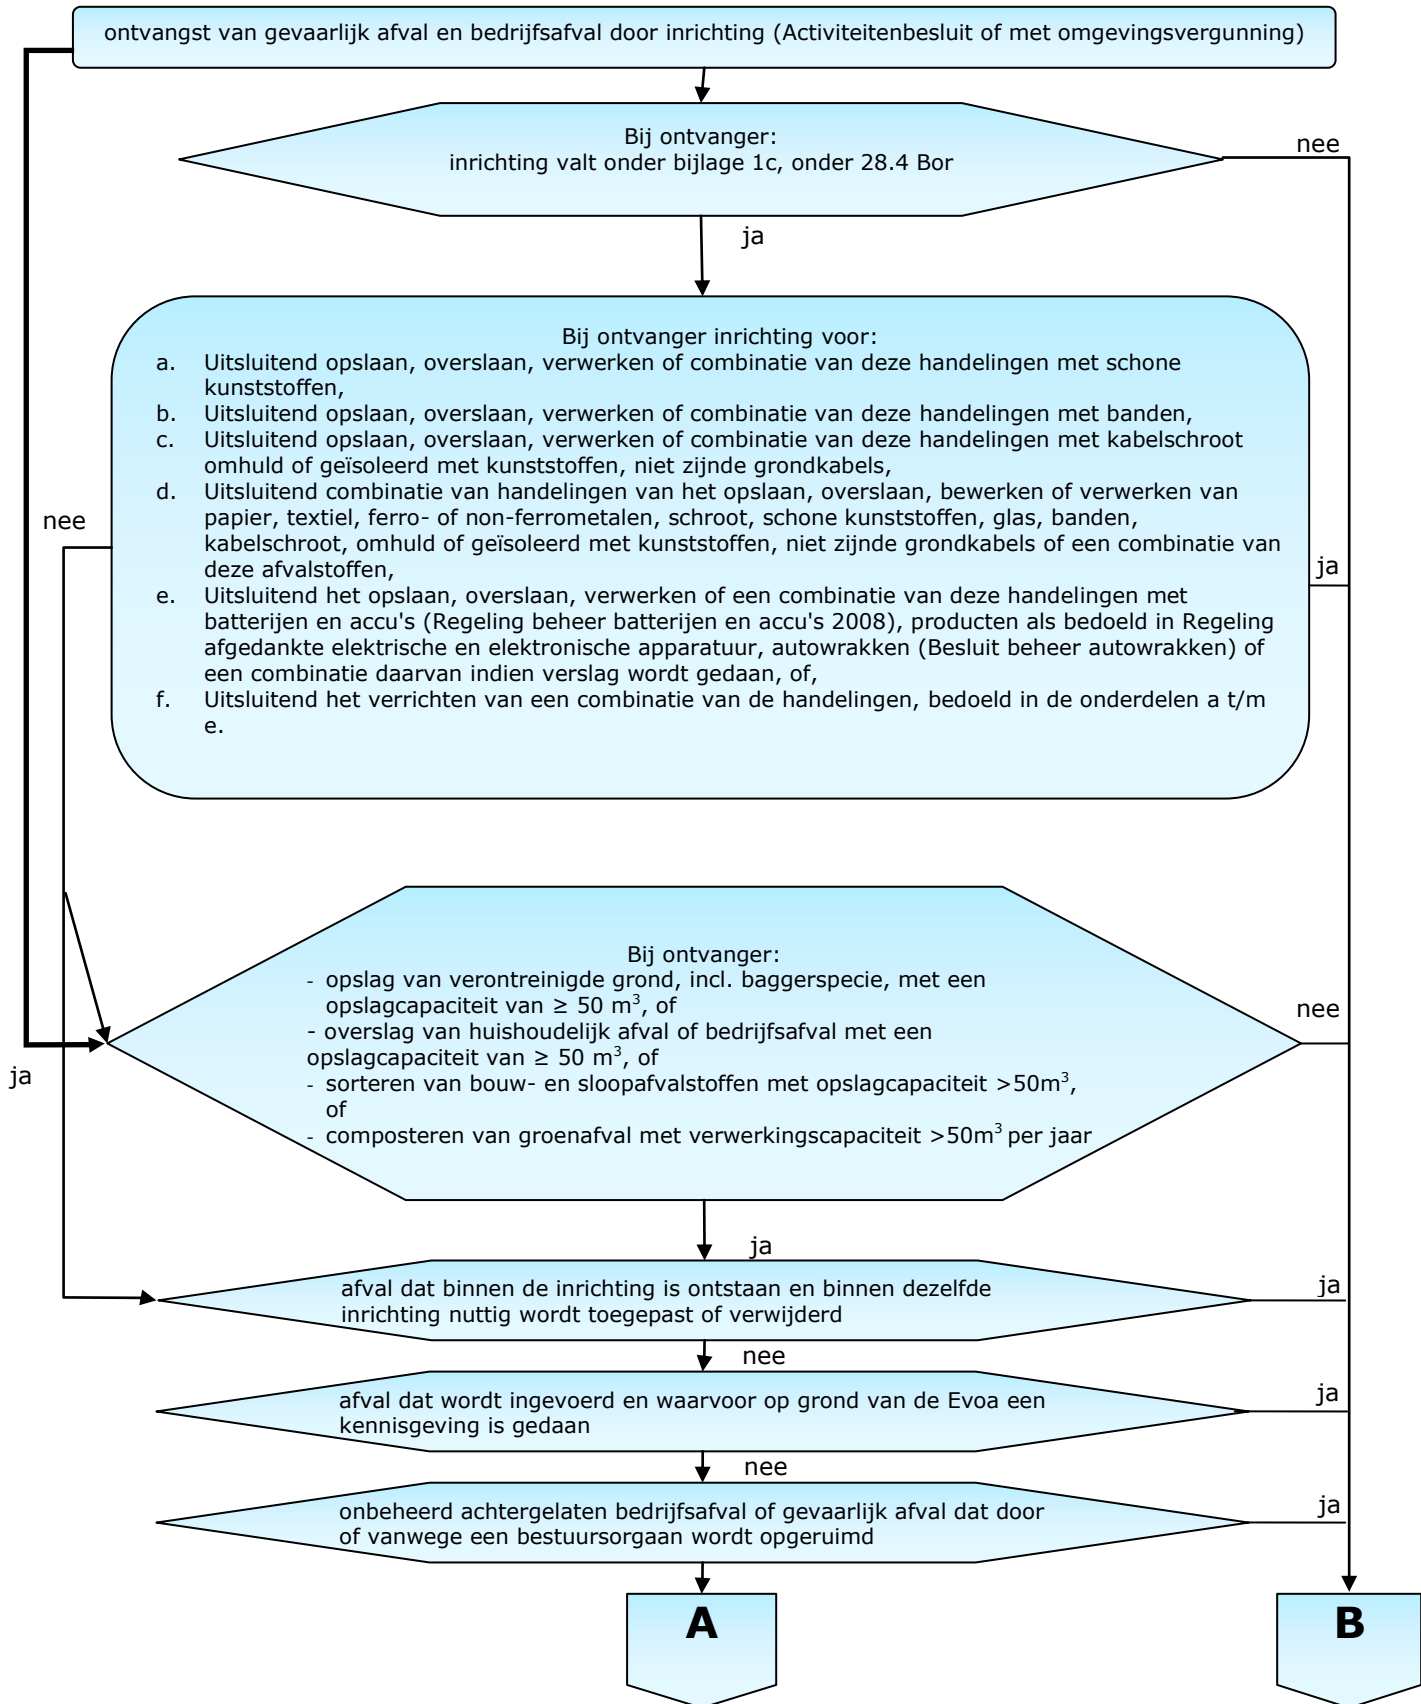 ontvangst van gevaarlijk afval en bedrijfsafval door inrichting (Activiteitenbesluit of met omgevingsvergunning)
Bij ontvanger:
inrichting valt onder bijlage 1c, onder 28.4 Bor
nee
ja
Bij ontvanger inrichting voor:
a. Uitsluitend opslaan, overslaan, verwerken of combinatie van deze handelingen met schone
kunststoffen,
b. Uitsluitend opslaan, overslaan, verwerken of combinatie van deze handelingen met banden,
c. Uitsluitend opslaan, overslaan, verwerken of combinatie van deze handelingen met kabelschroot
omhuld of geïsoleerd met kunststoffen, niet zijnde grondkabels,
d. Uitsluitend combinatie van handelingen van het opslaan, overslaan, bewerken of verwerken van
papier, textiel, ferro- of non-ferrometalen, schroot, schone kunststoffen, glas, banden,
kabelschroot, omhuld of geïsoleerd met kunststoffen, niet zijnde grondkabels of een combinatie van
deze afvalstoffen,
e. Uitsluitend het opslaan, overslaan, verwerken of een combinatie van deze handelingen met
batterijen en accu's (Regeling beheer batterijen en accu's 2008), producten als bedoeld in Regeling
afgedankte elektrische en elektronische apparatuur, autowrakken (Besluit beheer autowrakken) of
een combinatie daarvan indien verslag wordt gedaan, of,
f. Uitsluitend het verrichten van een combinatie van de handelingen, bedoeld in de onderdelen a t/m
e.
nee
ja
Bij ontvanger:
- opslag van verontreinigde grond, incl. baggerspecie, met een
opslagcapaciteit van ≥ 50 m³, of
- overslag van huishoudelijk afval of bedrijfsafval met een
opslagcapaciteit van ≥ 50 m³, of
- sorteren van bouw- en sloopafvalstoffen met opslagcapaciteit >50m³,
of
- composteren van groenafval met verwerkingscapaciteit >50m³ per jaar
nee
ja
ja
afval dat binnen de inrichting is ontstaan en binnen dezelfde
inrichting nuttig wordt toegepast of verwijderd
ja
nee
afval dat wordt ingevoerd en waarvoor op grond van de Evoa een
kennisgeving is gedaan
ja
nee
onbeheerd achtergelaten bedrijfsafval of gevaarlijk afval dat door
of vanwege een bestuursorgaan wordt opgeruimd
ja
A
B